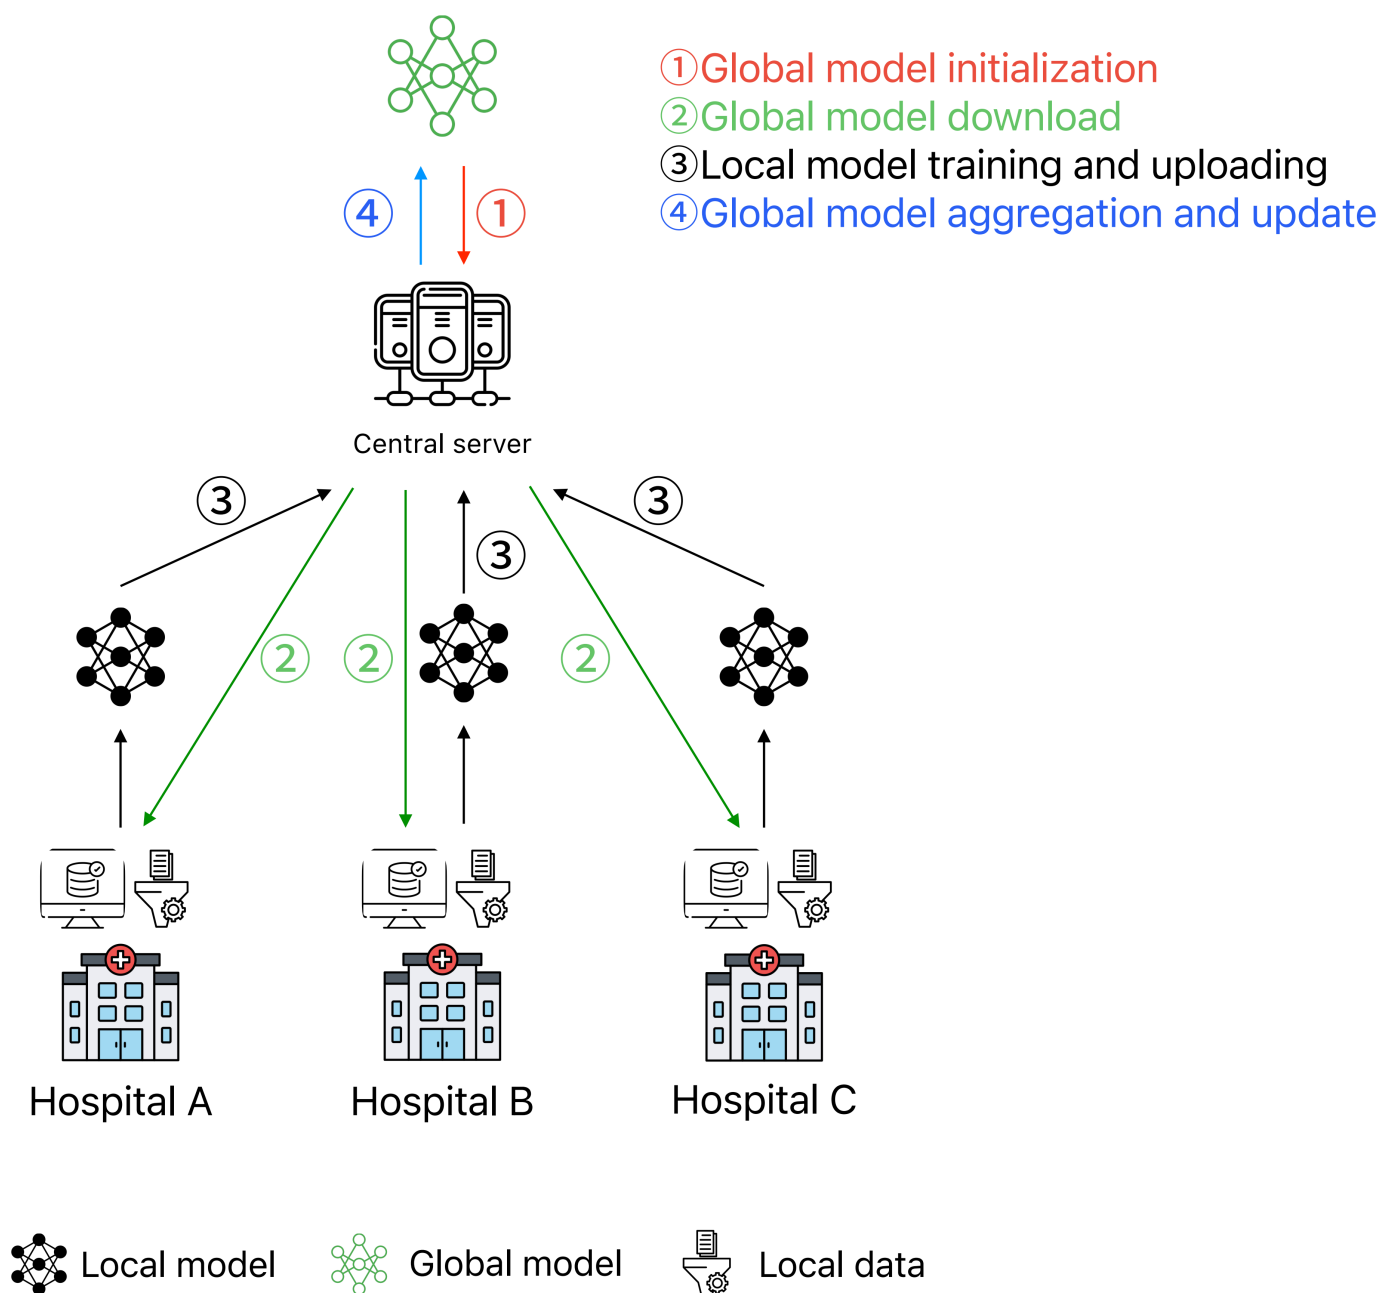 ①Global model initialization
②Global model download
③Local model training and uploading
④Global model aggregation and update
④ ①
Central server
③ ③
③
② ② ②
Hospital A Hospital B Hospital C
Local model Global model Local data